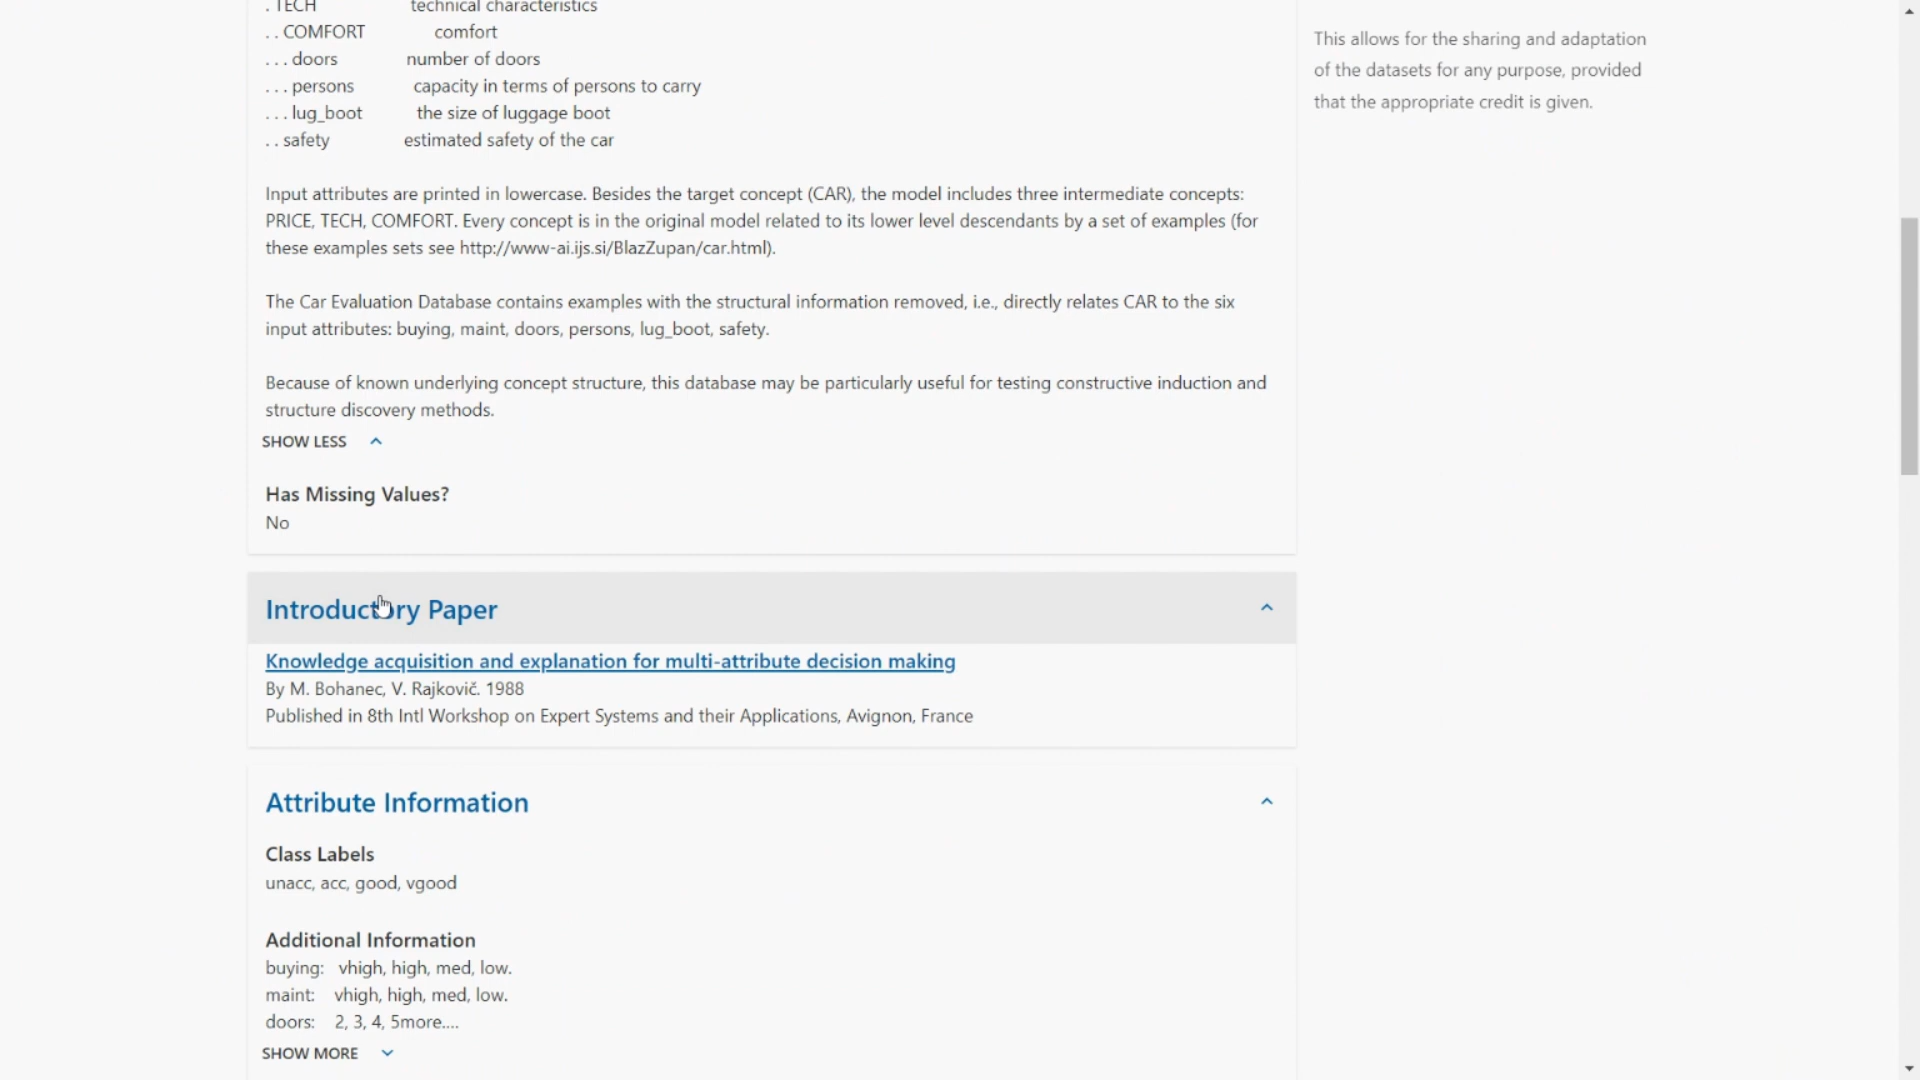 . TECH technical characteristics
. . COMFORT comfort
. . . doors number of doors
. . . persons capacity in terms of persons to carry
. . . lug_boot the size of luggage boot
. . safety estimated safety of the car
This allows for the sharing and adaptation
of the datasets for any purpose, provided
that the appropriate credit is given.
Input attributes are printed in lowercase. Besides the target concept (CAR), the model includes three intermediate concepts:
PRICE, TECH, COMFORT. Every concept is in the original model related to its lower level descendants by a set of examples (for
these examples sets see http://www-ai.ijs.si/BlazZupan/car.html).
The Car Evaluation Database contains examples with the structural information removed, i.e., directly relates CAR to the six
input attributes: buying, maint, doors, persons, lug_boot, safety.
Because of known underlying concept structure, this database may be particularly useful for testing constructive induction and
structure discovery methods.
SHOW LESS
Has Missing Values?
No
Introductory Paper
Knowledge acquisition and explanation for multi-attribute decision making
By M. Bohanec, V. Rajkovič. 1988
Published in 8th Intl Workshop on Expert Systems and their Applications, Avignon, France
Attribute Information
Class Labels
unacc, acc, good, vgood
Additional Information
buying: vhigh, high, med, low.
maint: vhigh, high, med, low.
doors: 2, 3, 4, 5more....
SHOW MORE